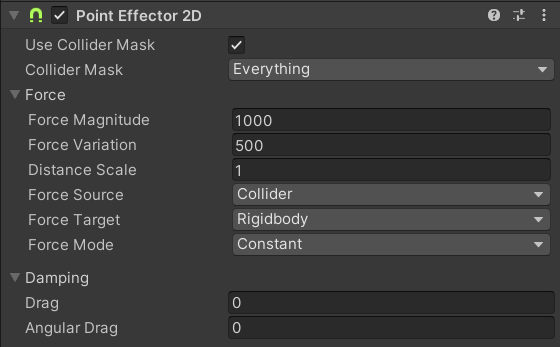 Point Effector 2D
Use Collider Mask
Collider Mask Everything
Force
Force Magnitude 1000
Force Variation 500
Distance Scale 1
Force Source Collider
Force Target Rigidbody
Force Mode Constant
Damping
Drag 0
Angular Drag 0